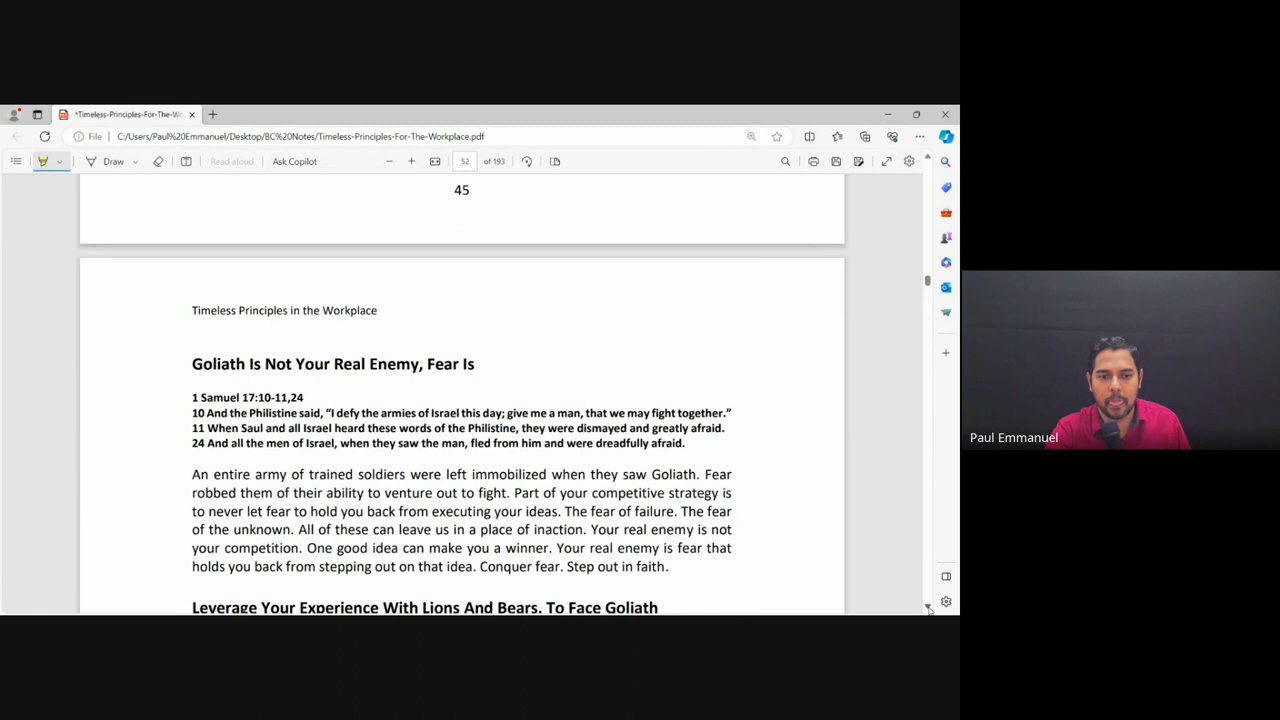 *Timeless-Principles-For-The-Wo
File
C:/Users/Paul%20Emmanuel/Desktop/BC%20Notes/Timeless-Principles-For-The-Workplace.pdf
Draw
Read aloud
Ask Copilot
52 of 193
45
Timeless Principles in the Workplace
Goliath Is Not Your Real Enemy, Fear Is
1 Samuel 17:10-11,24
10 And the Philistine said, “I defy the armies of Israel this day; give me a man, that we may fight together.”
11 When Saul and all Israel heard these words of the Philistine, they were dismayed and greatly afraid.
24 And all the men of Israel, when they saw the man, fled from him and were dreadfully afraid.
An entire army of trained soldiers were left immobilized when they saw Goliath. Fear
robbed them of their ability to venture out to fight. Part of your competitive strategy is
to never let fear to hold you back from executing your ideas. The fear of failure. The fear
of the unknown. All of these can leave us in a place of inaction. Your real enemy is not
your competition. One good idea can make you a winner. Your real enemy is fear that
holds you back from stepping out on that idea. Conquer fear. Step out in faith.
Leverage Your Experience With Lions And Bears, To Face Goliath
Paul Emmanuel